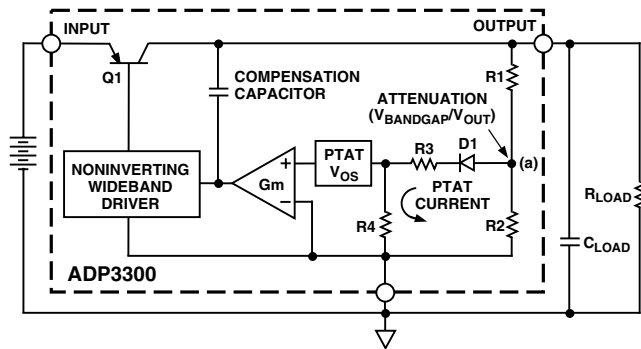 INPUT
OUTPUT
Q1
COMPENSATION
CAPACITOR
R1
ATTENUATION
(VBANDGAP/VOUT)
NONINVERTING
WIDEBAND
DRIVER
Gm
+
−
PTAT
VOS
R3
D1
(a)
PTAT
CURRENT
R4
R2
RLOAD
CLOAD
ADP3300